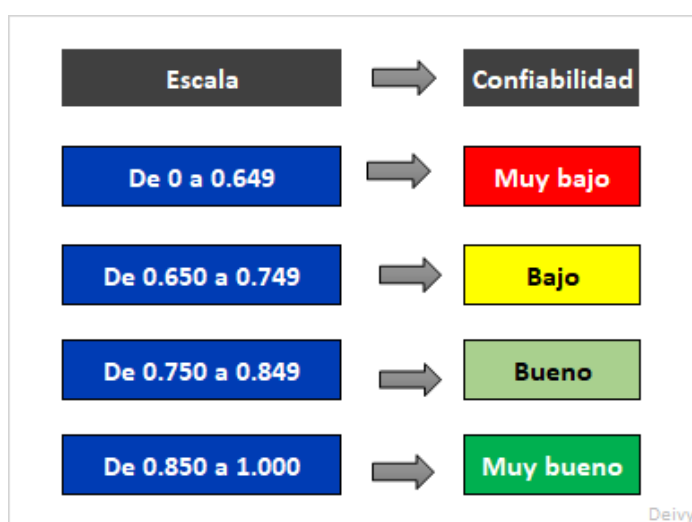 Escala
Confiabilidad
De 0 a 0.649
Muy bajo
De 0.650 a 0.749
Bajo
De 0.750 a 0.849
Bueno
De 0.850 a 1.000
Muy bueno
Deivy